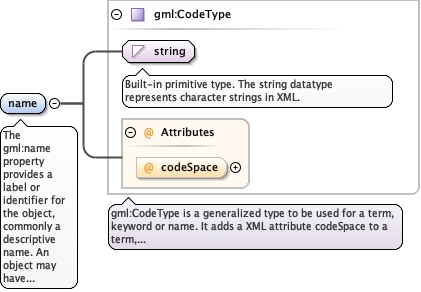 gml:CodeType
string
Built-in primitive type. The string datatype
represents character strings in XML.
name
@ Attributes
@ codeSpace
The
gml:name
property
provides a
label or
identifier for
the object,
commonly a
descriptive
name. An
object may
have...
gml:CodeType is a generalized type to be used for a term,
keyword or name. It adds a XML attribute codeSpace to a
term,...